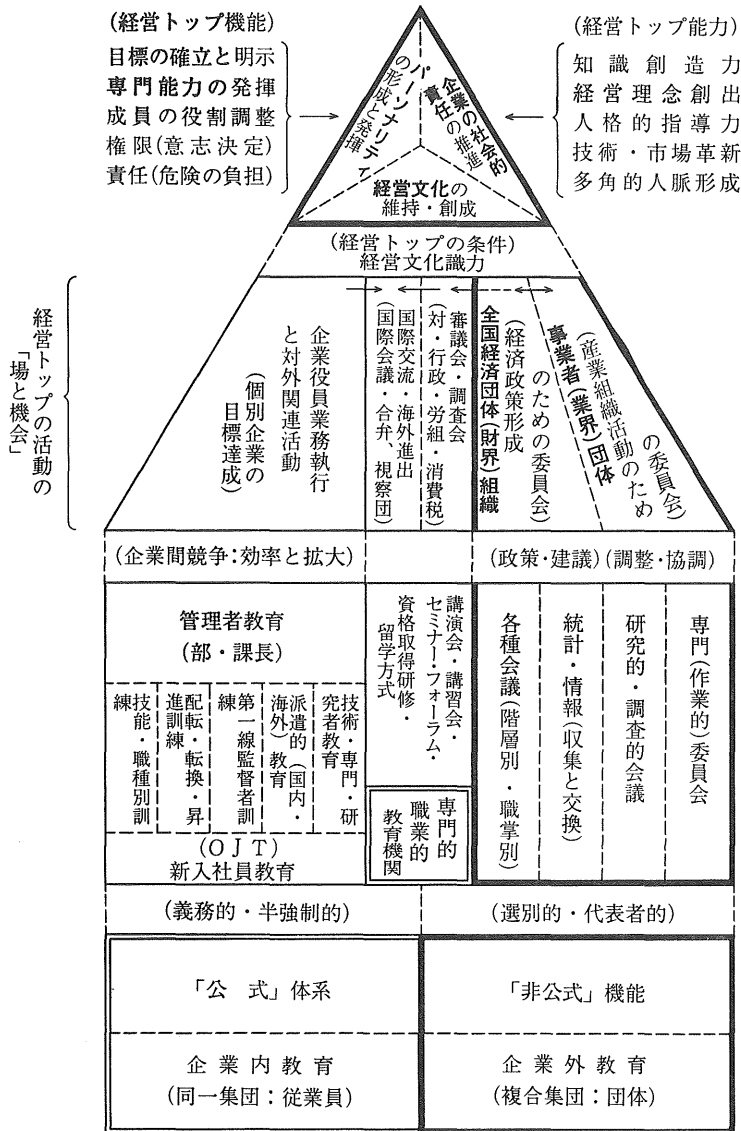 (経営トップ機能)
目標の確立と明示
専門能力の発揮
成員の役割調整
権限(意志決定)
責任(危険の負担)
(経営トップ能力)
知識創造力
経営理念創出
人格的指導力
技術・市場革新
多角的人脈形成
パーソナリティ
の形成と発揮
企業の社会的
責任の推進
経営文化の
維持・創成
(経営トップの条件)
経営文化識力
経営トップの活動の
「場と機会」
企業役員業務執行
と対外関連活動
(個別企業の
目標達成)
国際交流・海外進出
(国際会議・合弁、視察団)
審議会・調査会
(対・行政・労組・消費税)
全国経済団体(財界)組織
(経済政策形成
のための委員会)
事業者(業界)団体
(産業組織活動のため
の委員会)
(企業間競争:効率と拡大)
(政策・建議)(調整・協調)
管理者教育
(部・課長)
技能・職種別訓
練
配転・転換・昇
進訓練
第一線監督者訓
練
派遣的(国内・
海外)教育
技術・専門・研
究者教育
(OJT)
新入社員教育
講演会・講習会・
セミナー・フォーラム・
資格取得研修・
留学方式
専門的
職業的
教育機関
各種会議(階層別・職掌別)
統計・情報(収集と交換)
研究的・調査的会議
専門(作業的)委員会
(義務的・半強制的)
(選別的・代表者的)
「公 式」体系
「非公式」機能
企業内教育
(同一集団:従業員)
企業外教育
(複合集団:団体)